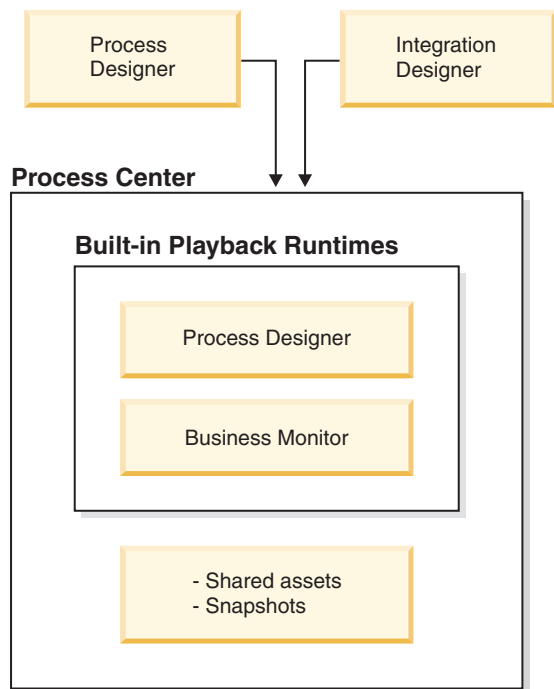 Process
Designer
Integration
Designer
Process Center
Built-in Playback Runtimes
Process Designer
Business Monitor
- Shared assets
- Snapshots